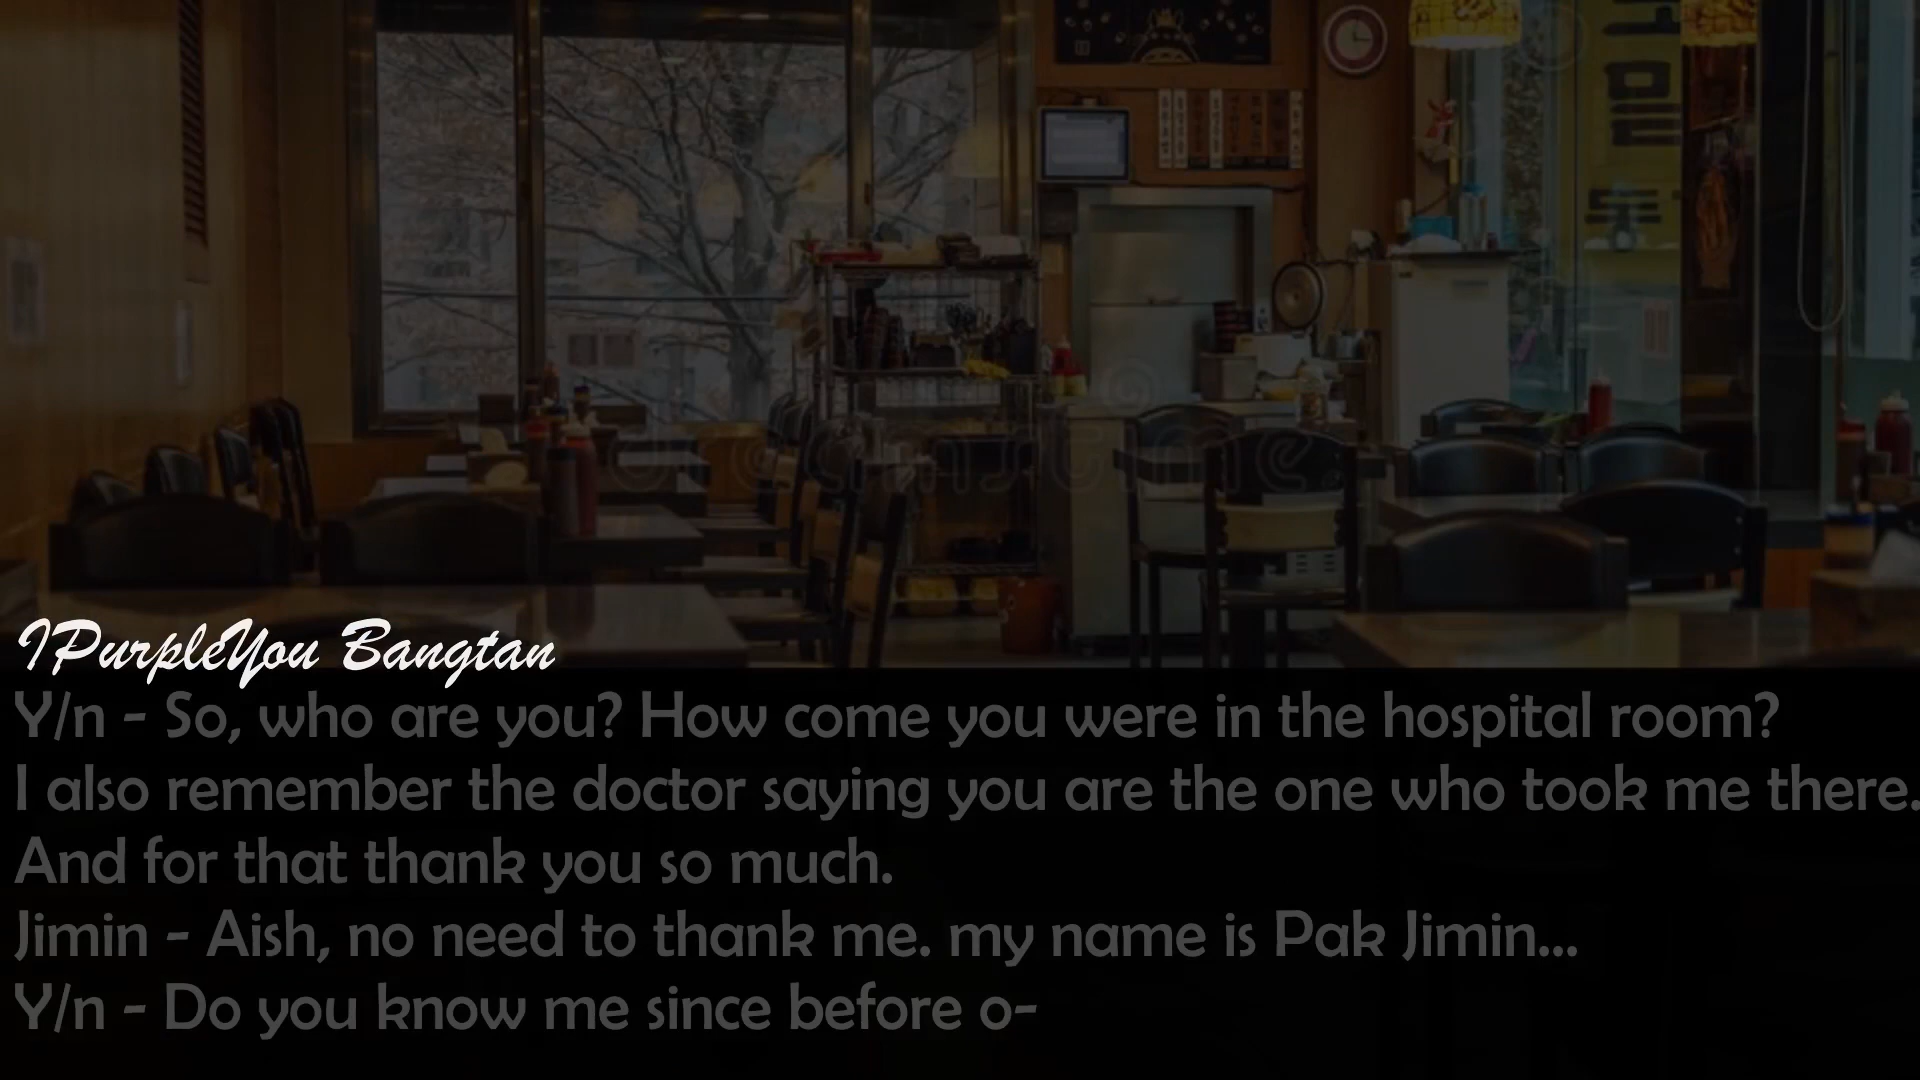 dreamstime.
IPurpleYou Bangtan
Y/n - So, who are you? How come you were in the hospital room?
I also remember the doctor saying you are the one who took me there.
And for that thank you so much.
Jimin - Aish, no need to thank me. my name is Pak Jimin...
Y/n - Do you know me since before o-